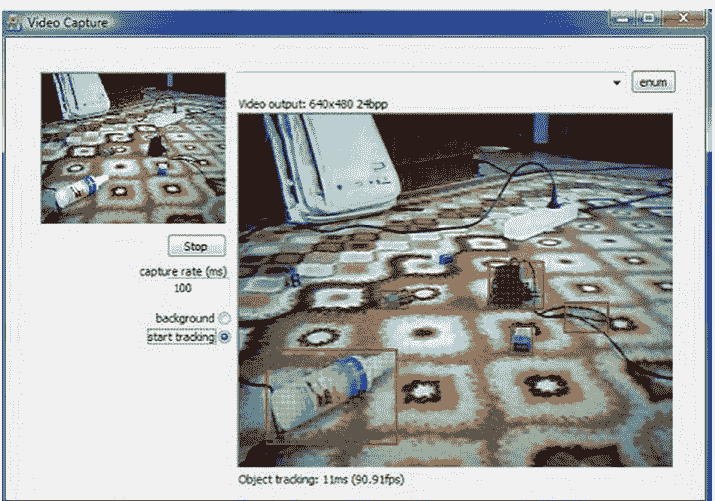 Video Capture
enum
Video output: 640x480 24bpp
Stop
capture rate (ms)
100
background
start tracking
Object tracking: 11ms (90.91fps)